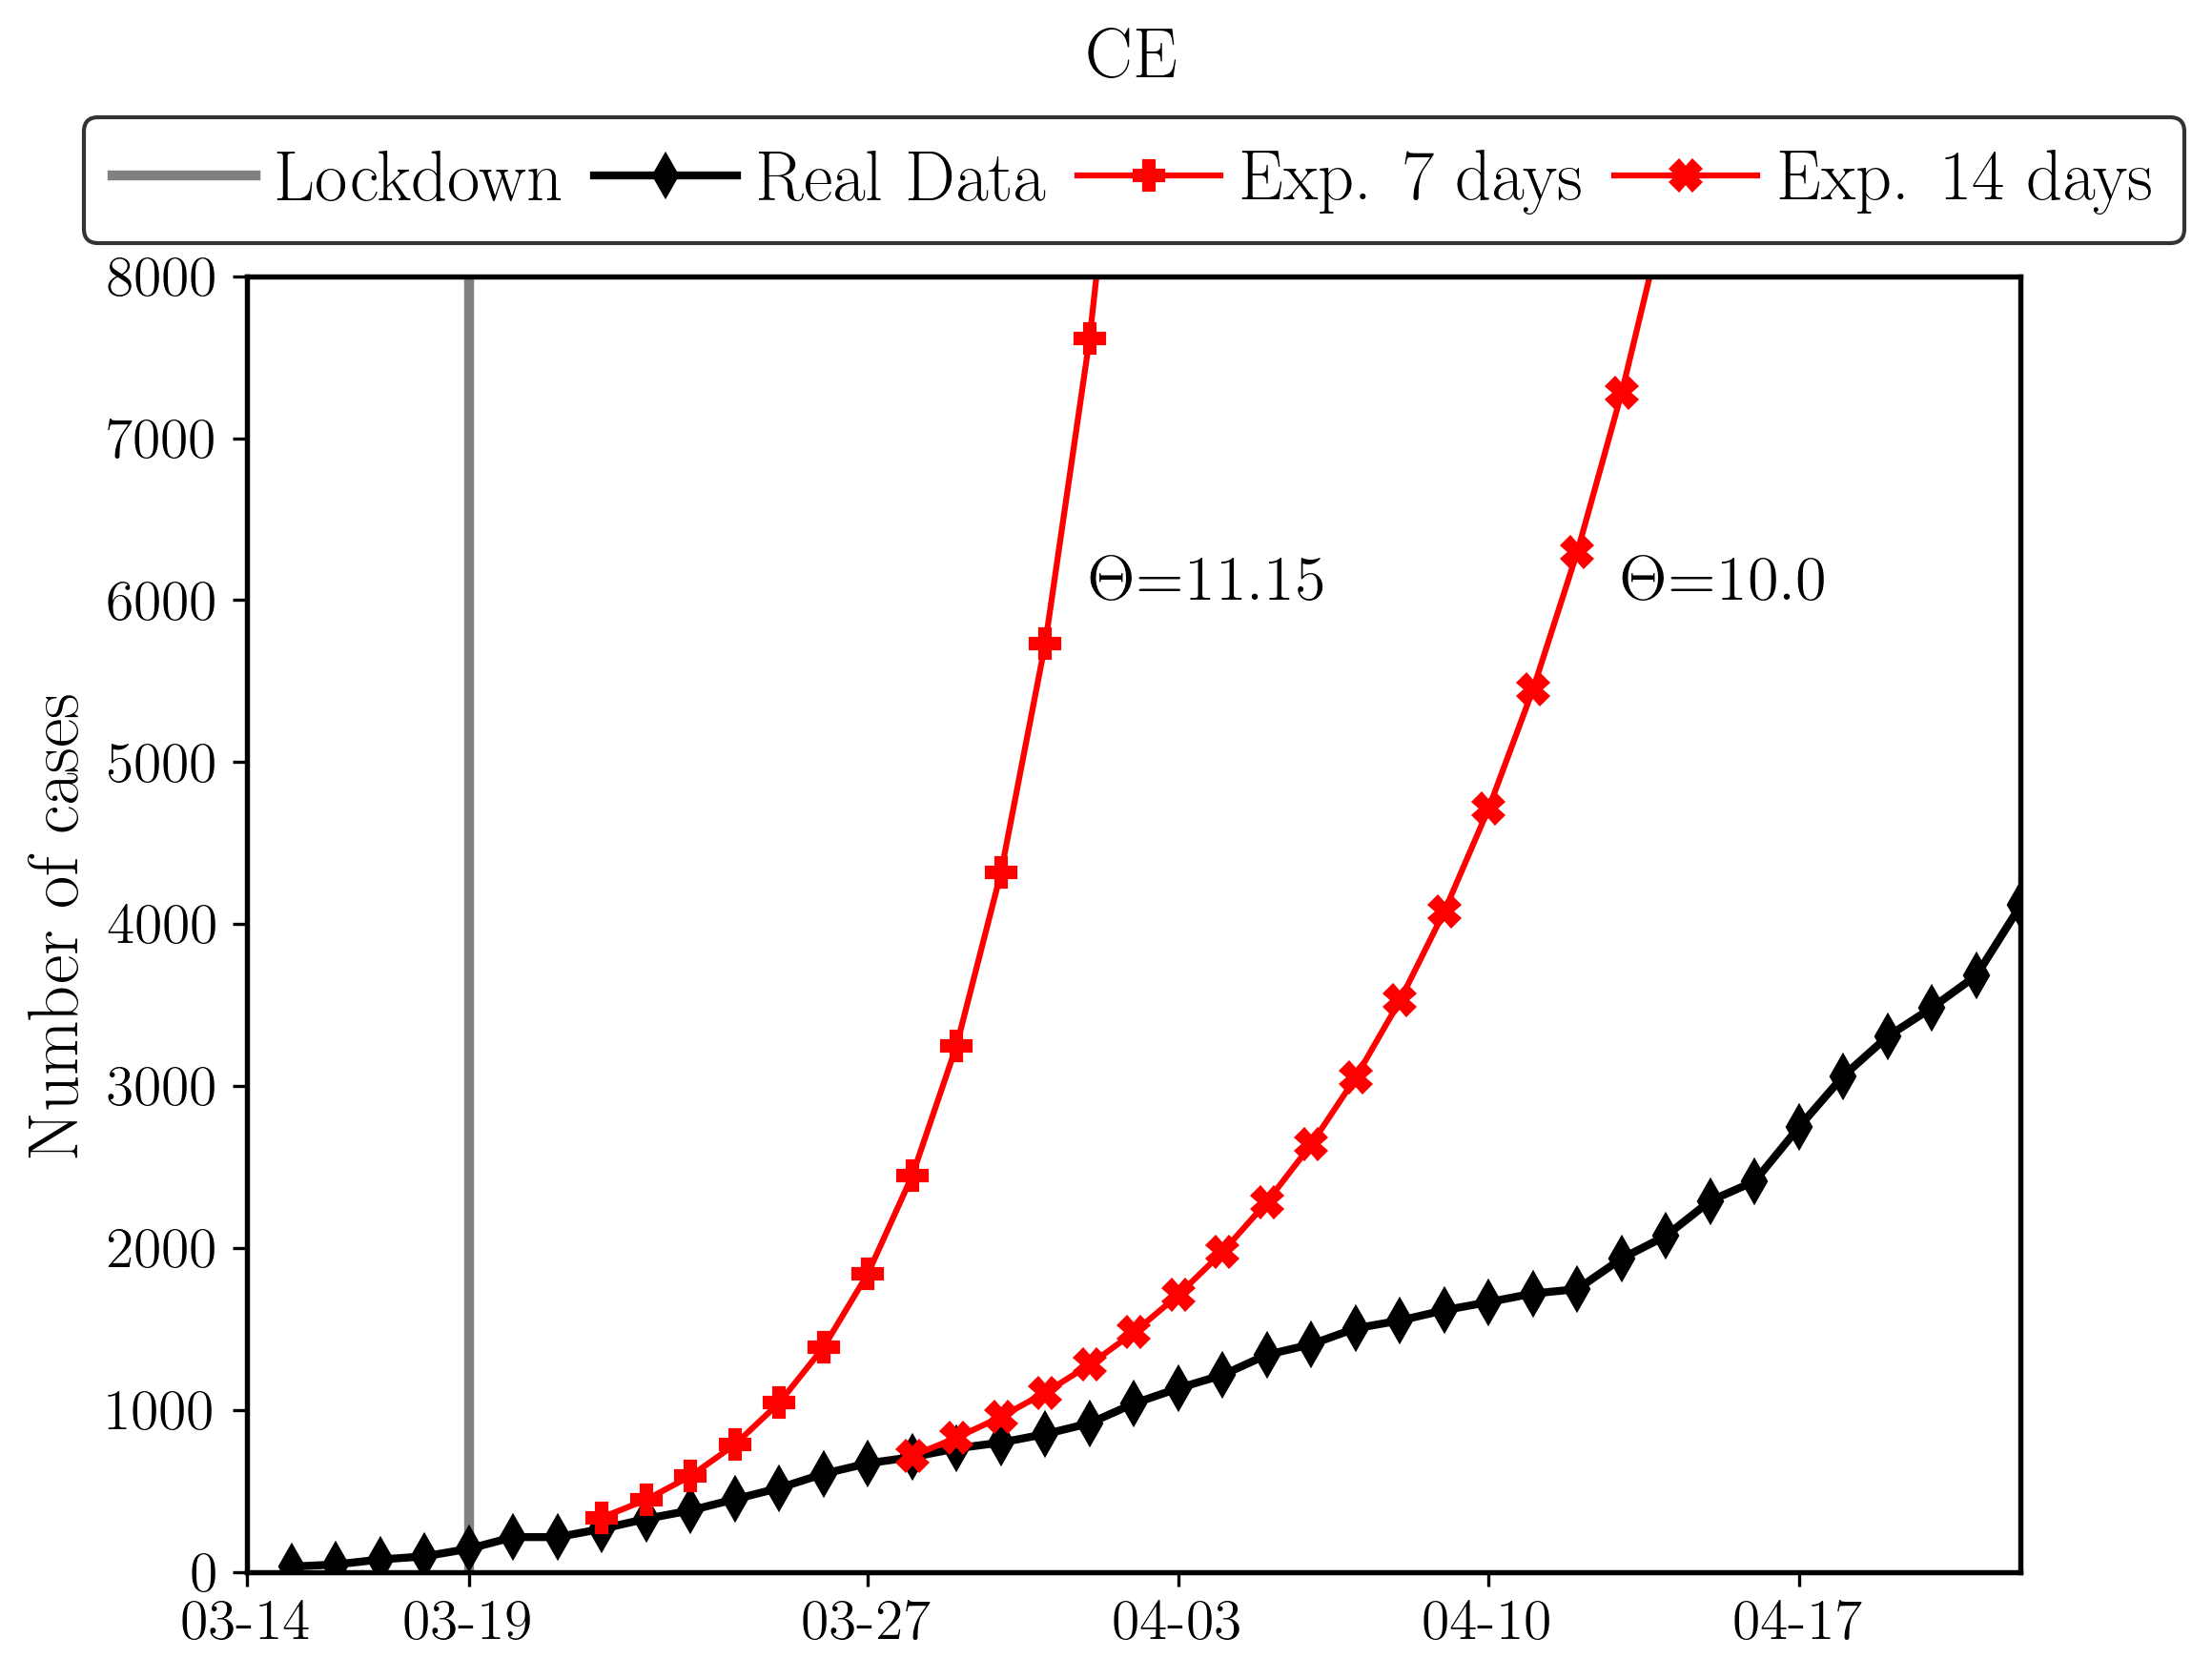 CE
Lockdown Real Data Exp. 7 days Exp. 14 days
8000
7000
6000
5000
4000
3000
2000
1000
0
Number of cases
Θ=11.15
Θ=10.0
03-14 03-19 03-27 04-03 04-10 04-17